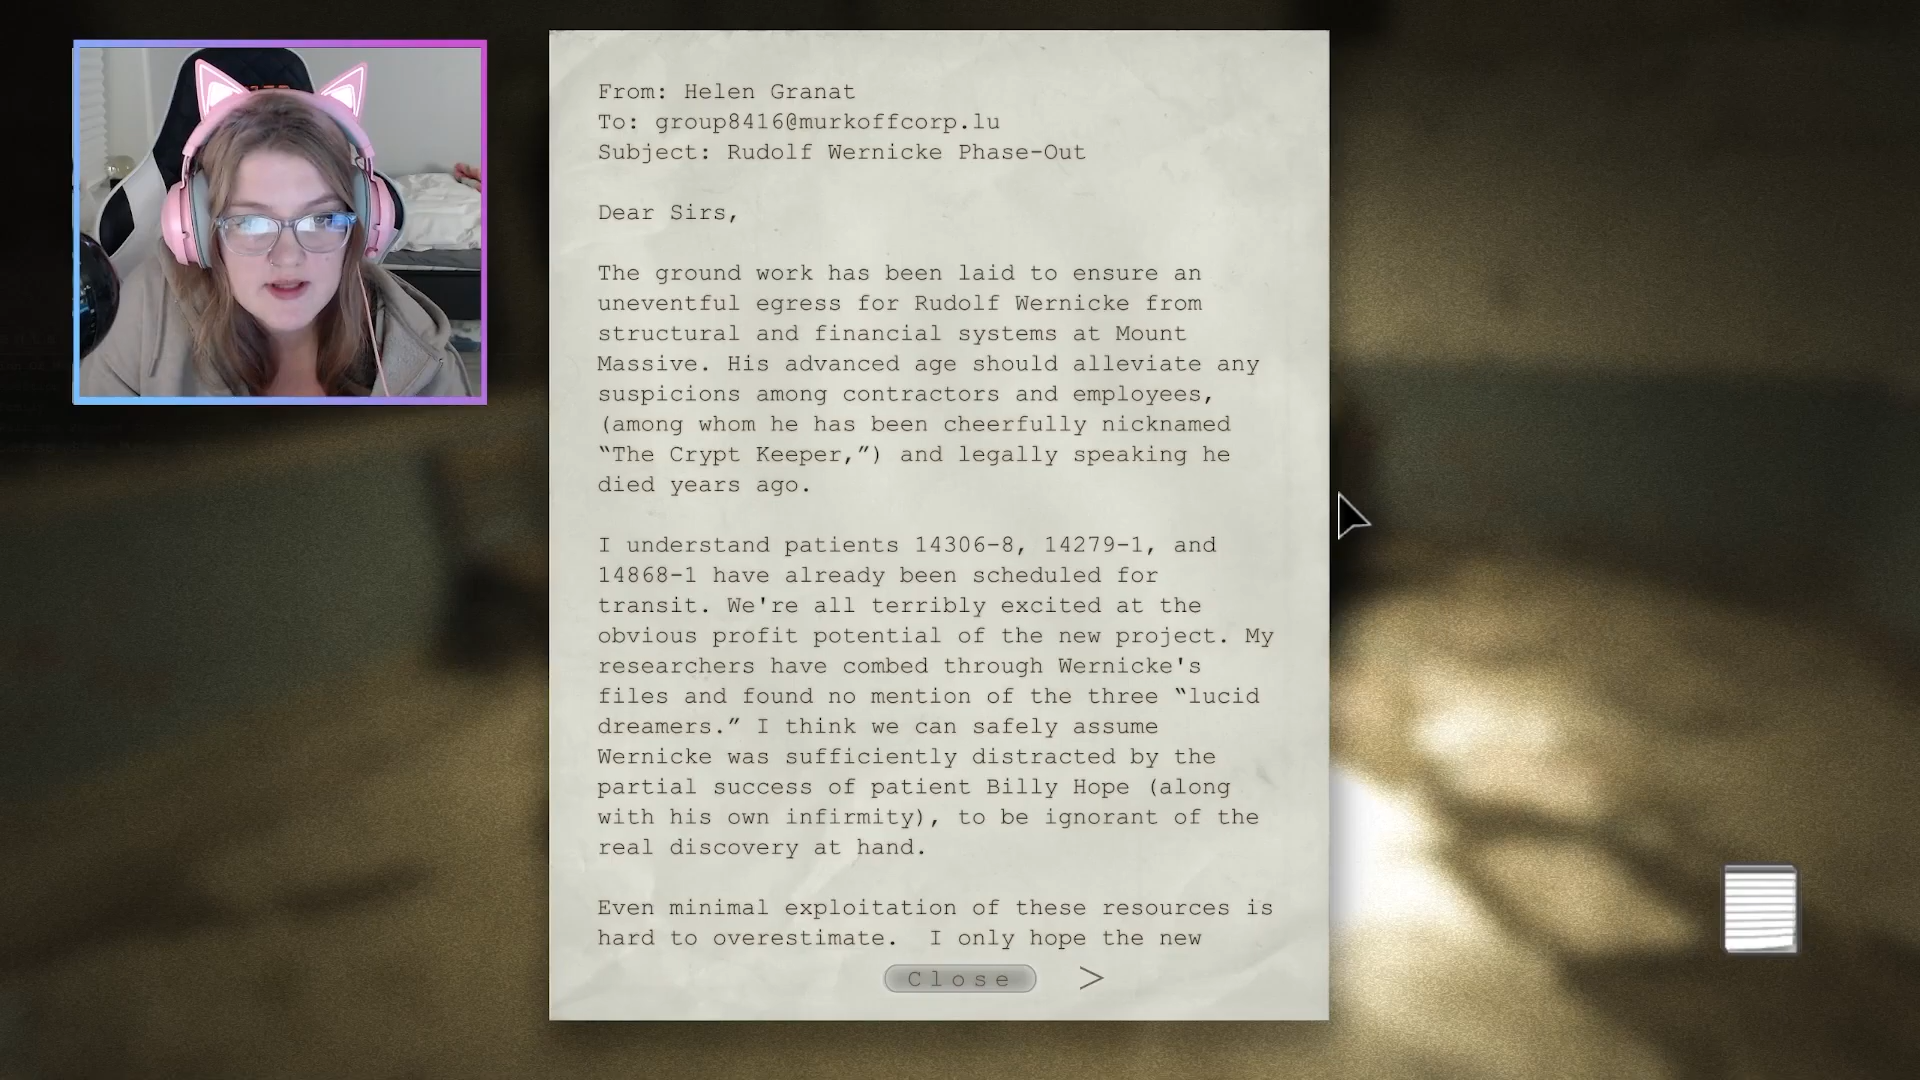 From: Helen Granat
To: group8416@murkoffcorp.lu
Subject: Rudolf Wernicke Phase-Out
Dear Sirs,
The ground work has been laid to ensure an
uneventful egress for Rudolf Wernicke from
structural and financial systems at Mount
Massive. His advanced age should alleviate any
suspicions among contractors and employees,
(among whom he has been cheerfully nicknamed
“The Crypt Keeper,”) and legally speaking he
died years ago.
I understand patients 14306-8, 14279-1, and
14868-1 have already been scheduled for
transit. We're all terribly excited at the
obvious profit potential of the new project. My
researchers have combed through Wernicke's
files and found no mention of the three “lucid
dreamers.” I think we can safely assume
Wernicke was sufficiently distracted by the
partial success of patient Billy Hope (along
with his own infirmity), to be ignorant of the
real discovery at hand.
Even minimal exploitation of these resources is
hard to overestimate.  I only hope the new
Close >